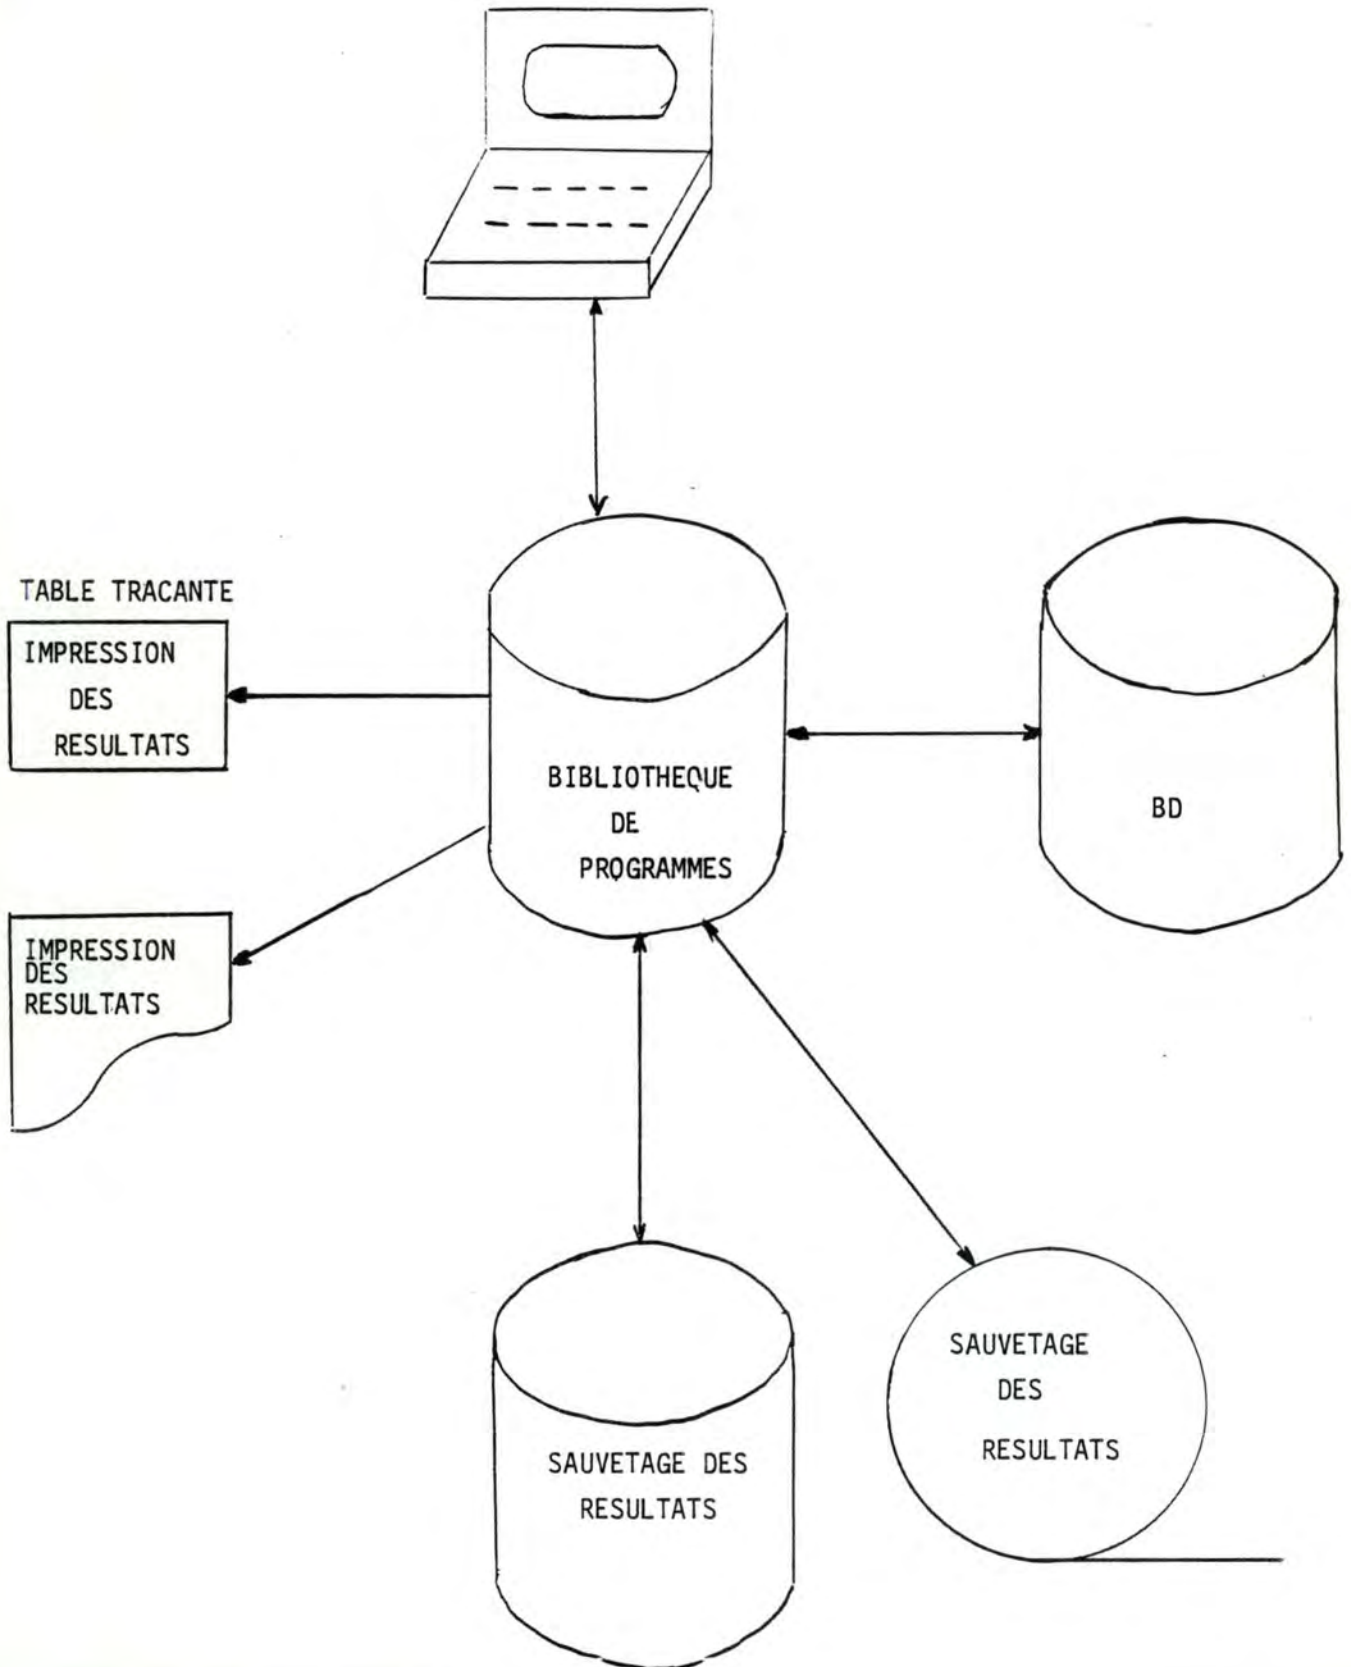 TABLE TRACANTE
IMPRESSION
DES
RESULTATS
BIBLIOTHEQUE
DE
PROGRAMMES
BD
IMPRESSION
DES
RESULTATS
SAUVETAGE DES
RESULTATS
SAUVETAGE
DES
RESULTATS